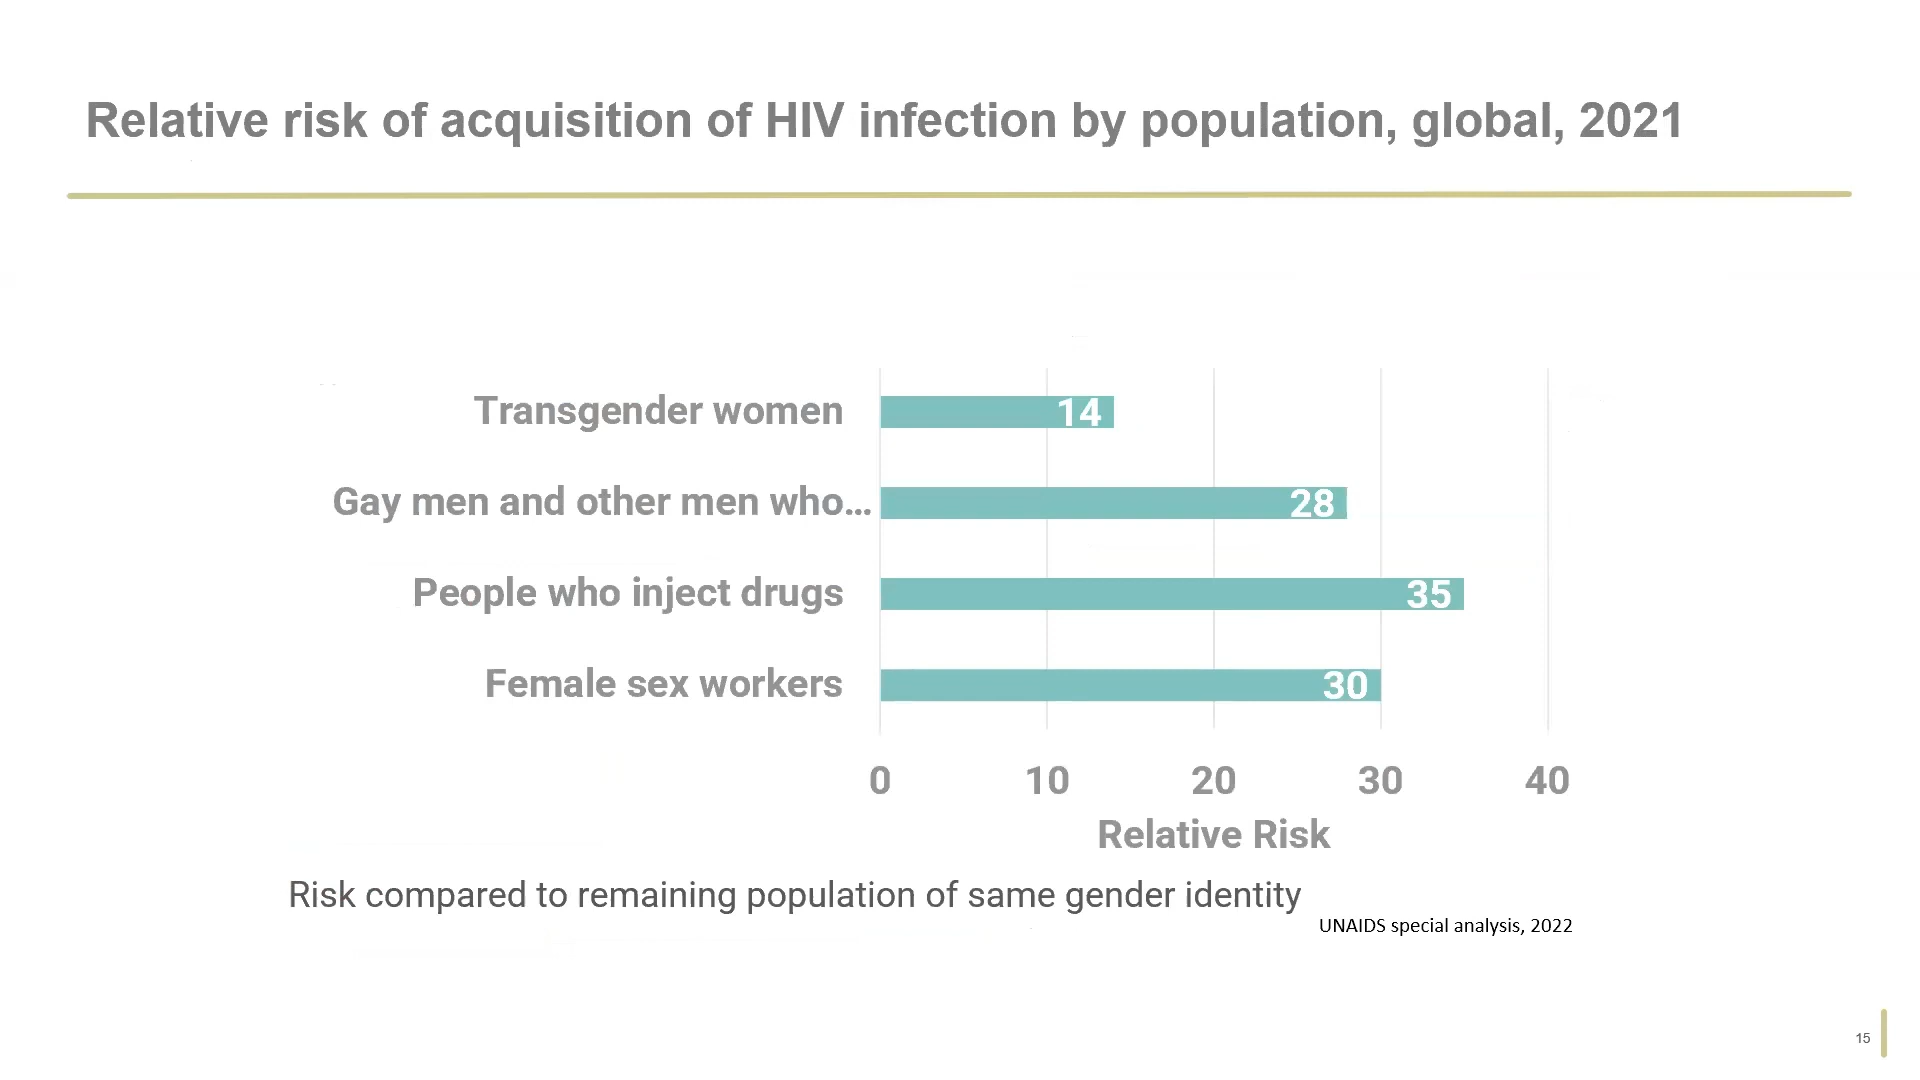 Relative risk of acquisition of HIV infection by population, global, 2021
Transgender women
14
Gay men and other men who...
28
People who inject drugs
35
Female sex workers
30
0 10 20 30 40
Relative Risk
Risk compared to remaining population of same gender identity
UNAIDS special analysis, 2022
15